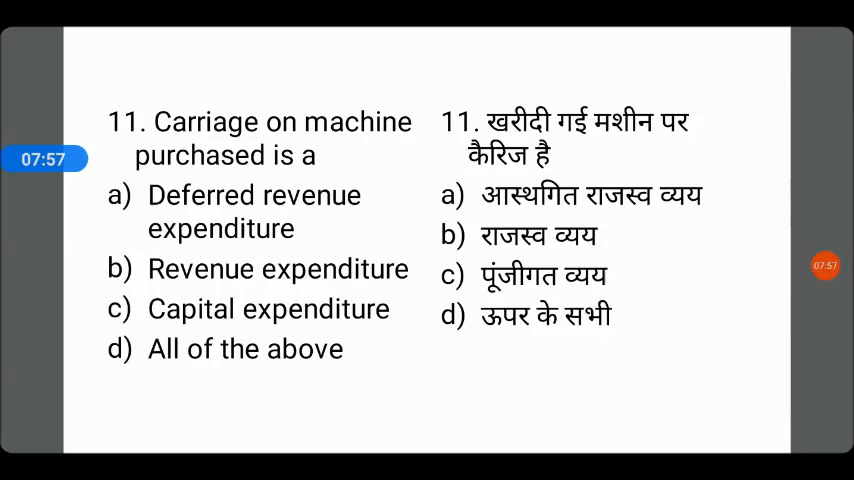 11. Carriage on machine
purchased is a
a) Deferred revenue
expenditure
b) Revenue expenditure
c) Capital expenditure
d) All of the above
11. खरीदी गई मशीन पर
कैरिज है
a) आस्थगित राजस्व व्यय
b) राजस्व व्यय
c) पूंजीगत व्यय
d) ऊपर के सभी
07:57
07:57